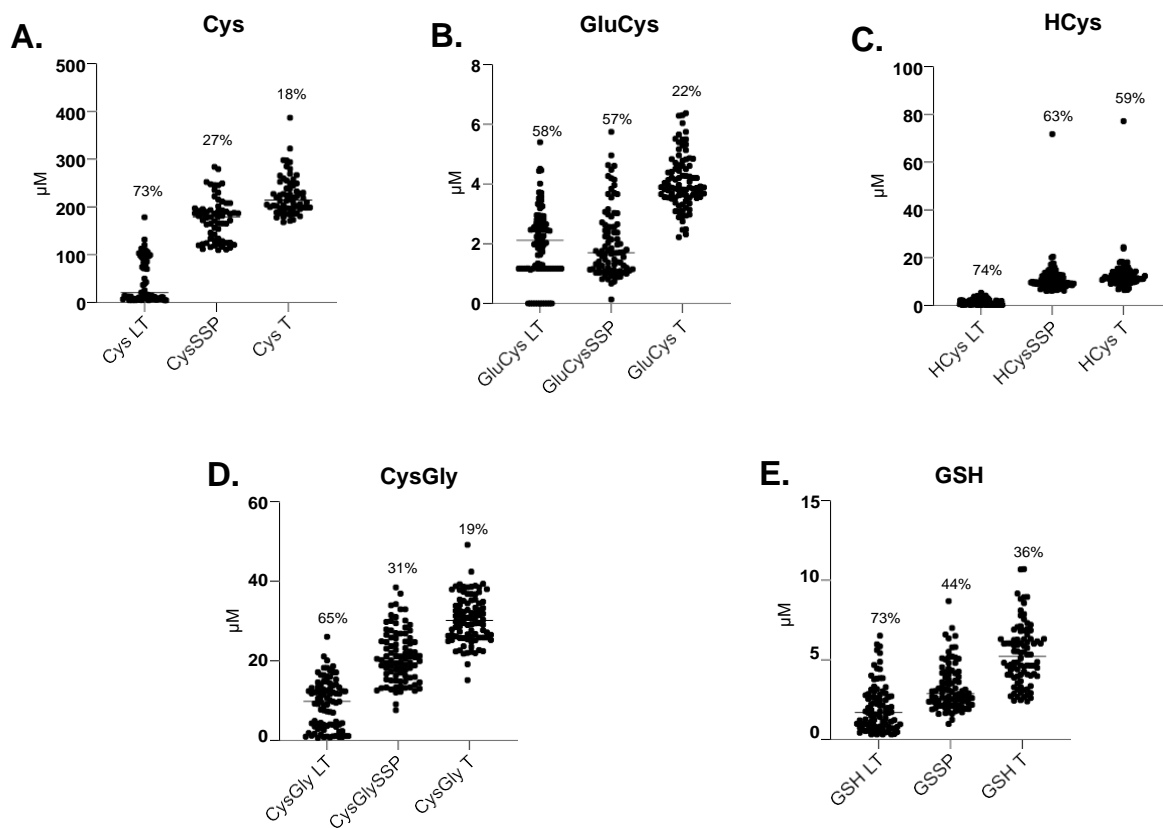 A.
Cys
500
400
300
200
100
0
µM
73%
27%
18%
Cys LT
CysSSP
Cys T
B.
GluCys
8
6
4
2
0
µM
58%
57%
22%
GluCys LT
GluCysSSP
GluCys T
C.
HCys
100
80
60
40
20
0
µM
74%
63%
59%
HCys LT
HCysSSP
HCys T
D.
CysGly
60
40
20
0
µM
65%
31%
19%
CysGly LT
CysGlySSP
CysGly T
E.
GSH
15
10
5
0
µM
73%
44%
36%
GSH LT
GSSP
GSH T